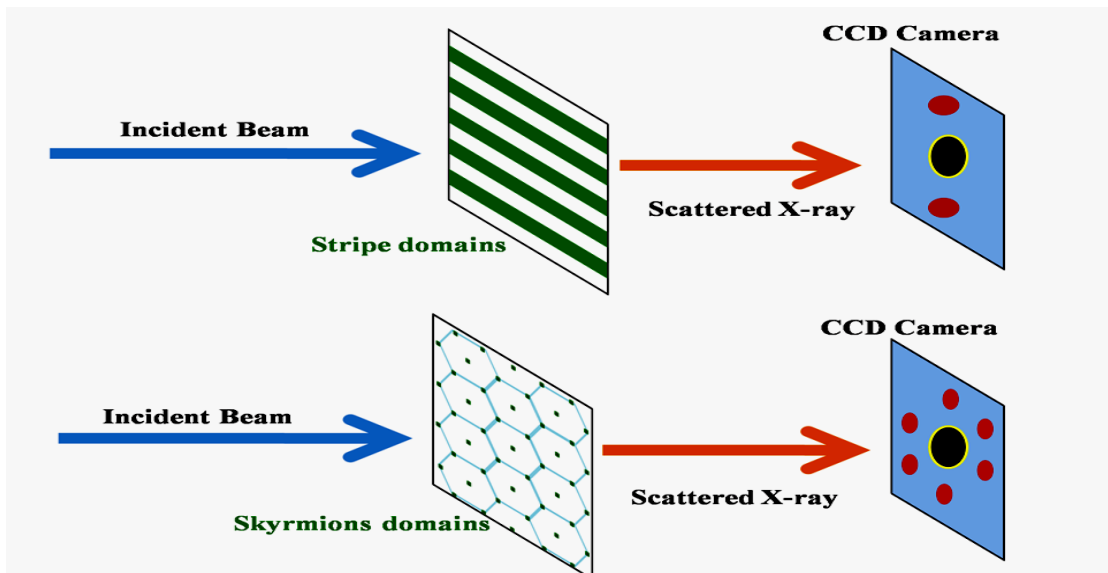 CCD Camera
Incident Beam
Scattered X-ray
Stripe domains
CCD Camera
Incident Beam
Scattered X-ray
Skyrmions domains